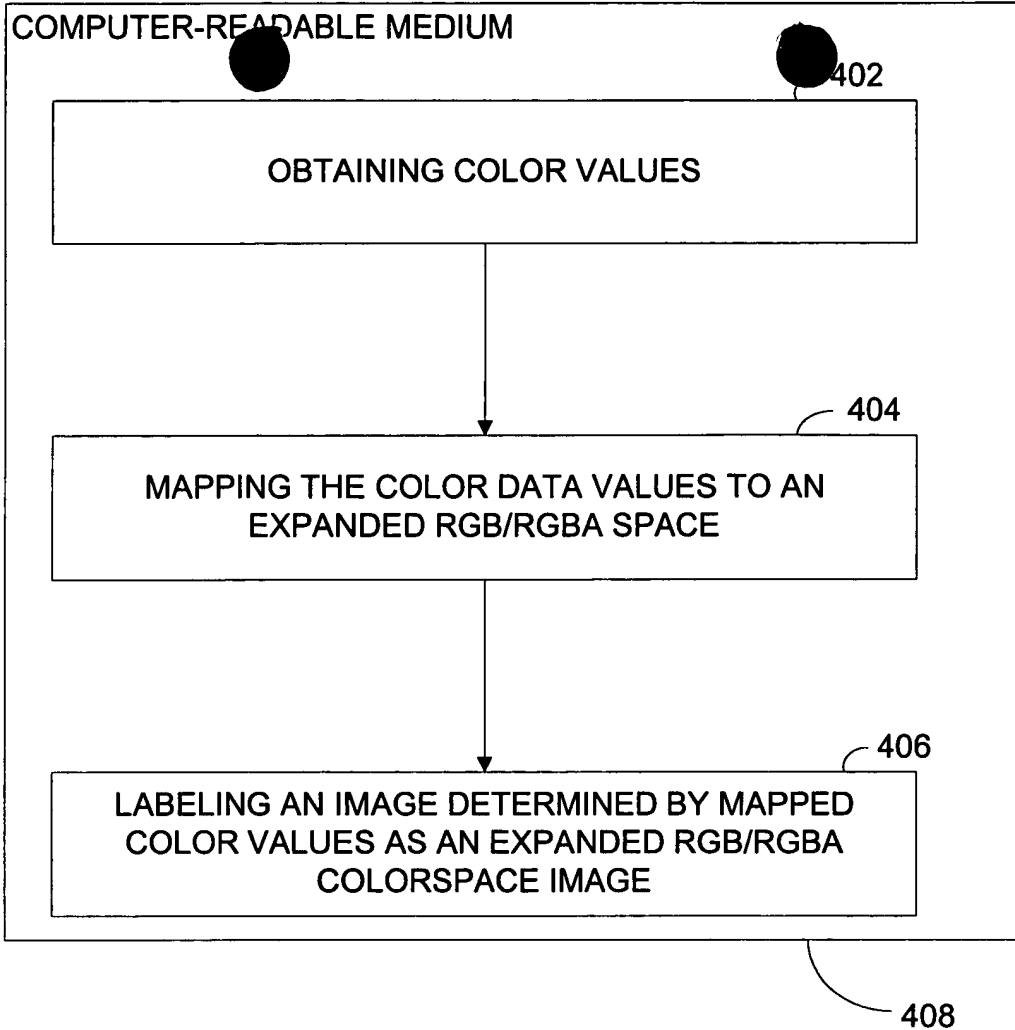 COMPUTER-READABLE MEDIUM
402
OBTAINING COLOR VALUES
404
MAPPING THE COLOR DATA VALUES TO AN
EXPANDED RGB/RGBA SPACE
406
LABELING AN IMAGE DETERMINED BY MAPPED
COLOR VALUES AS AN EXPANDED RGB/RGBA
COLORSPACE IMAGE
408